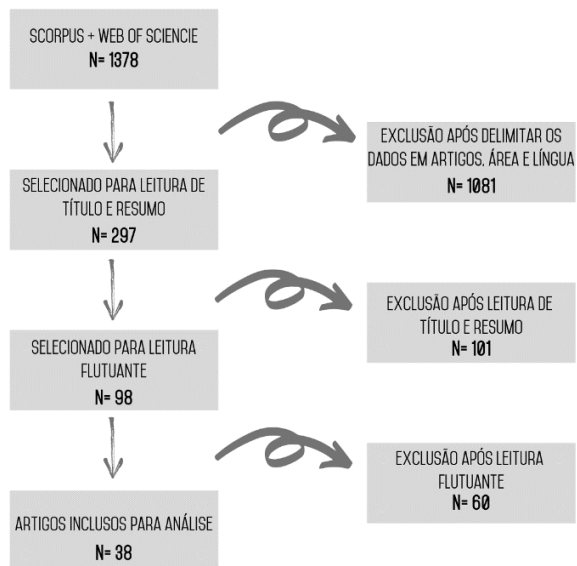 SCORPUS + WEB OF SCIENCIE
N= 1378
EXCLUSÃO APÓS DELIMITAR OS
DADOS EM ARTIGOS, ÁREA E LÍNGUA
N= 1081
SELECIONADO PARA LEITURA DE
TÍTULO E RESUMO
N= 297
EXCLUSÃO APÓS LEITURA DE
TÍTULO E RESUMO
N= 101
SELECIONADO PARA LEITURA
FLUTUANTE
N= 98
EXCLUSÃO APÓS LEITURA
FLUTUANTE
N= 60
ARTIGOS INCLUSOS PARA ANÁLISE
N= 38